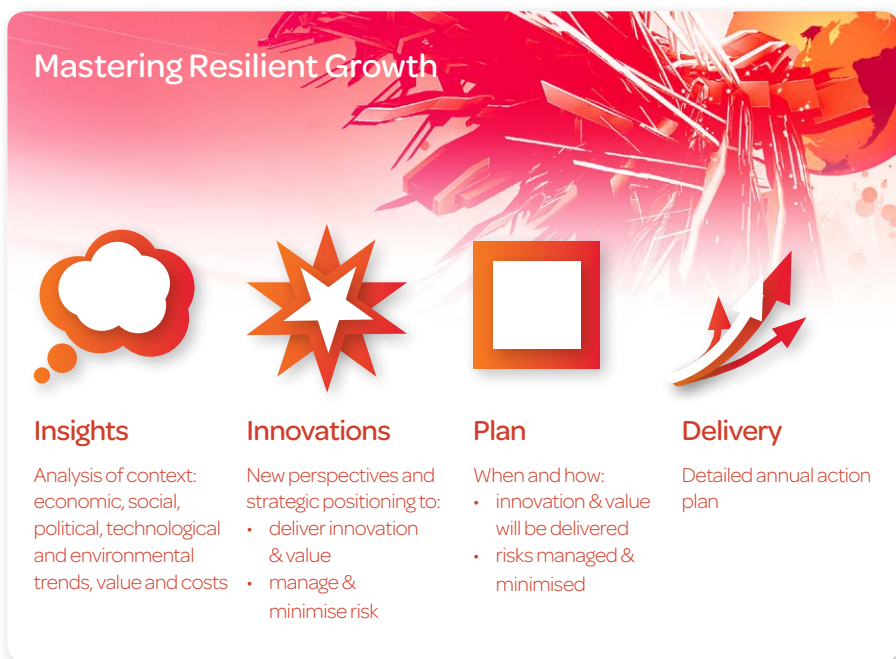 Mastering Resilient Growth
Insights
Analysis of context:
economic, social,
political, technological
and environmental
trends, value and costs
Innovations
New perspectives and
strategic positioning to:
• deliver innovation
& value
• manage &
minimise risk
Plan
When and how:
• innovation & value
will be delivered
• risks managed &
minimised
Delivery
Detailed annual action
plan